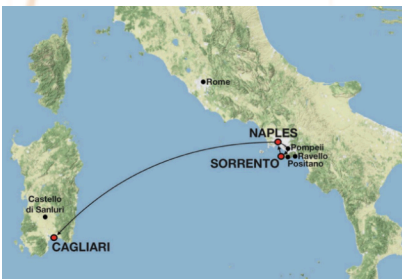 Rome
NAPLES
Pompeii
SORRENTO
Ravello
Positano
Castello
di Sanluri
CAGLIARI